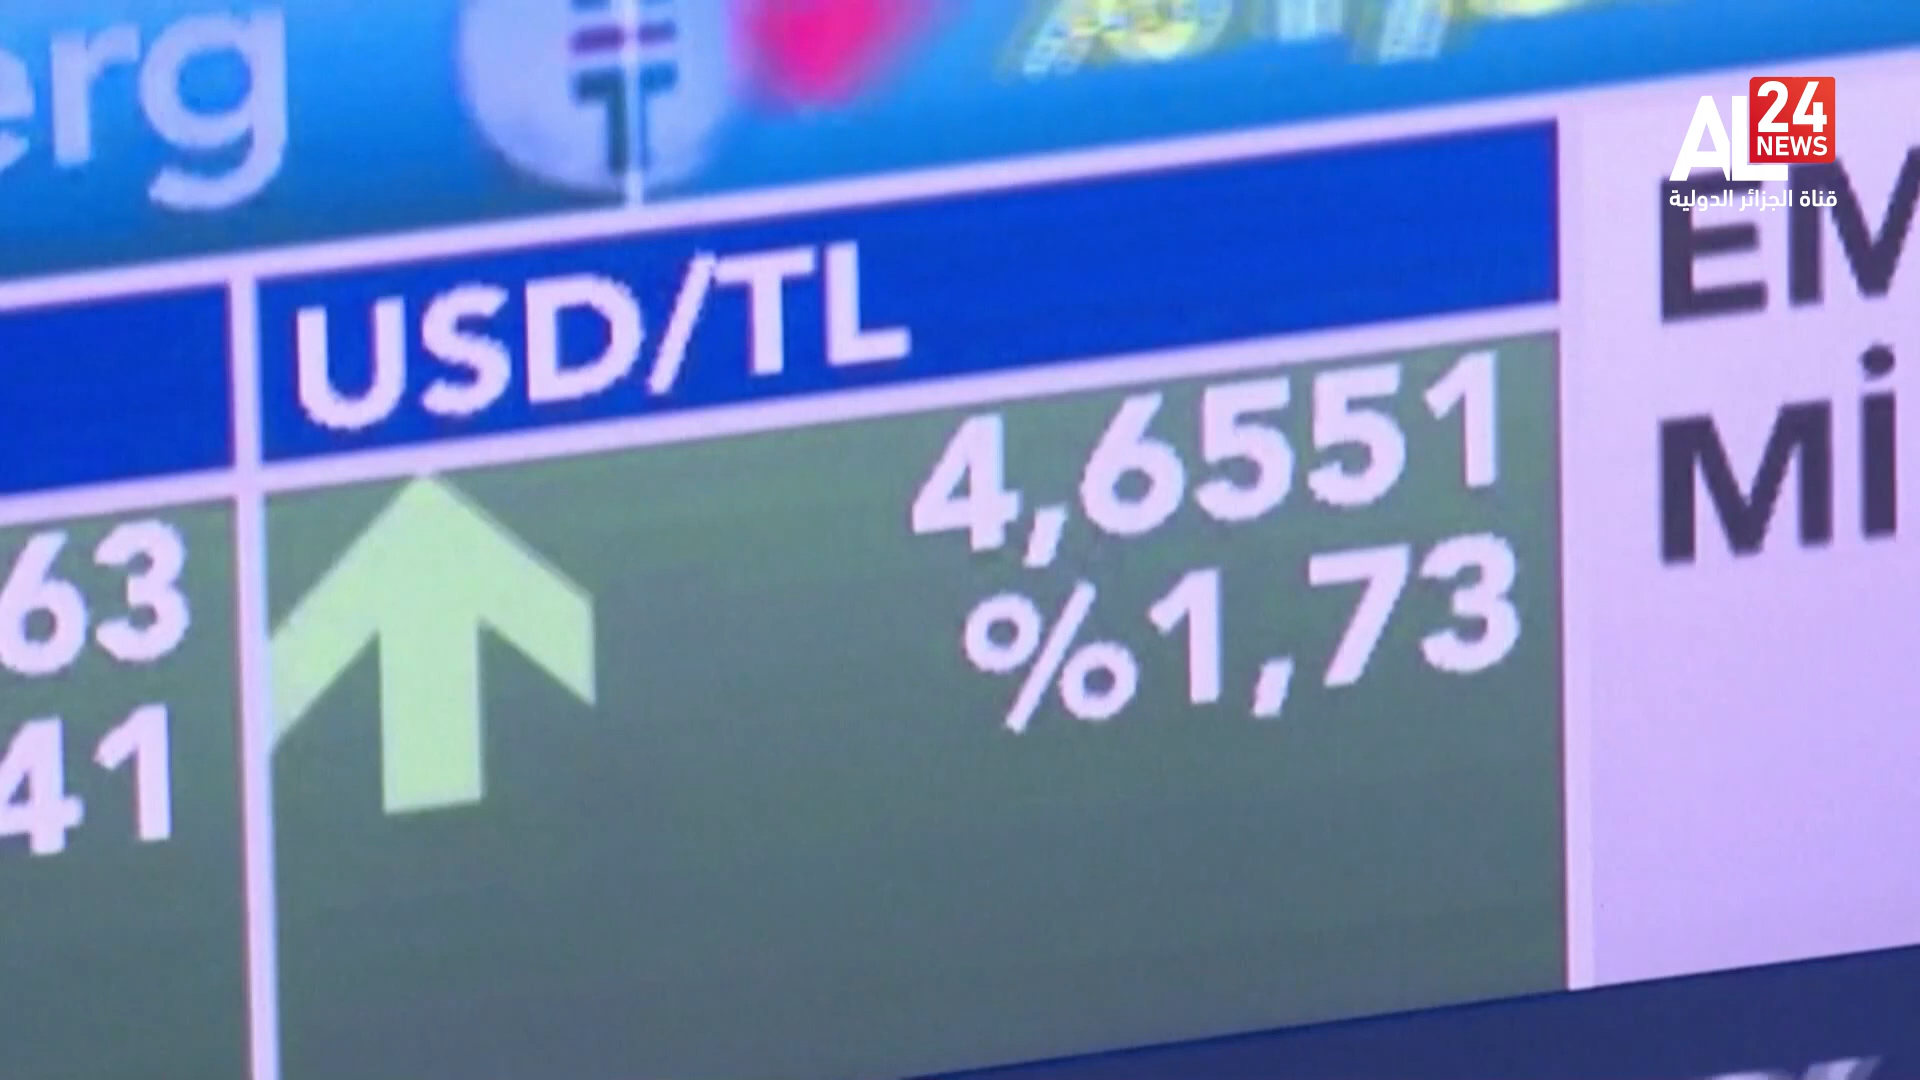 erg
AL 24 NEWS
قناة الجزائر الدولية
USD/TL
4,6551
%1,73
63
41
EM
Mİ